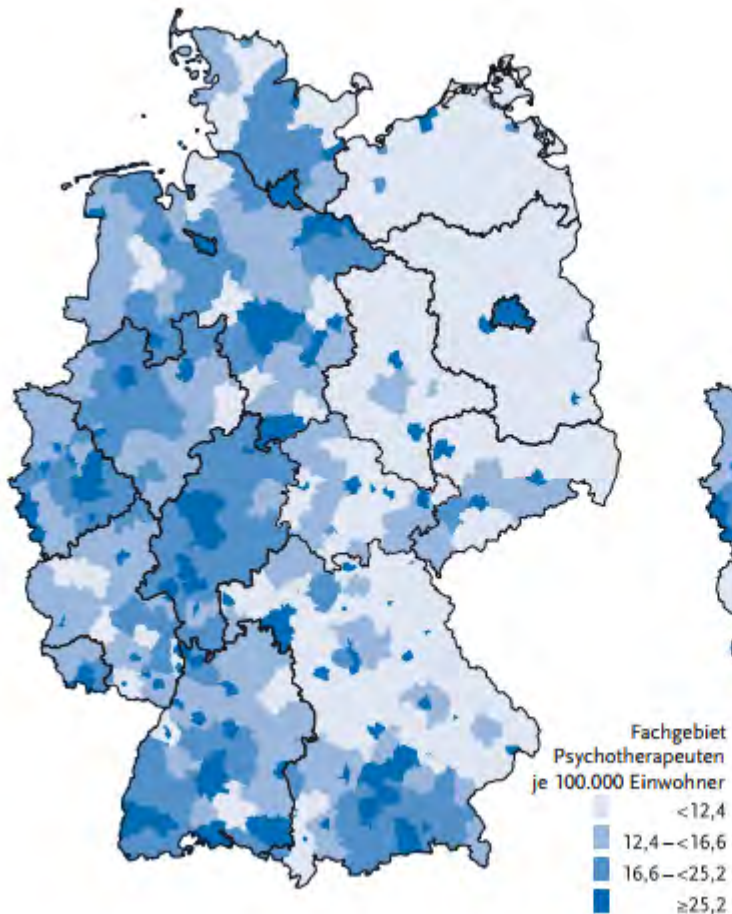 Fachgebiet
Psychotherapeuten
je 100.000 Einwohner
<12,4
12,4–<16,6
16,6–<25,2
≥25,2